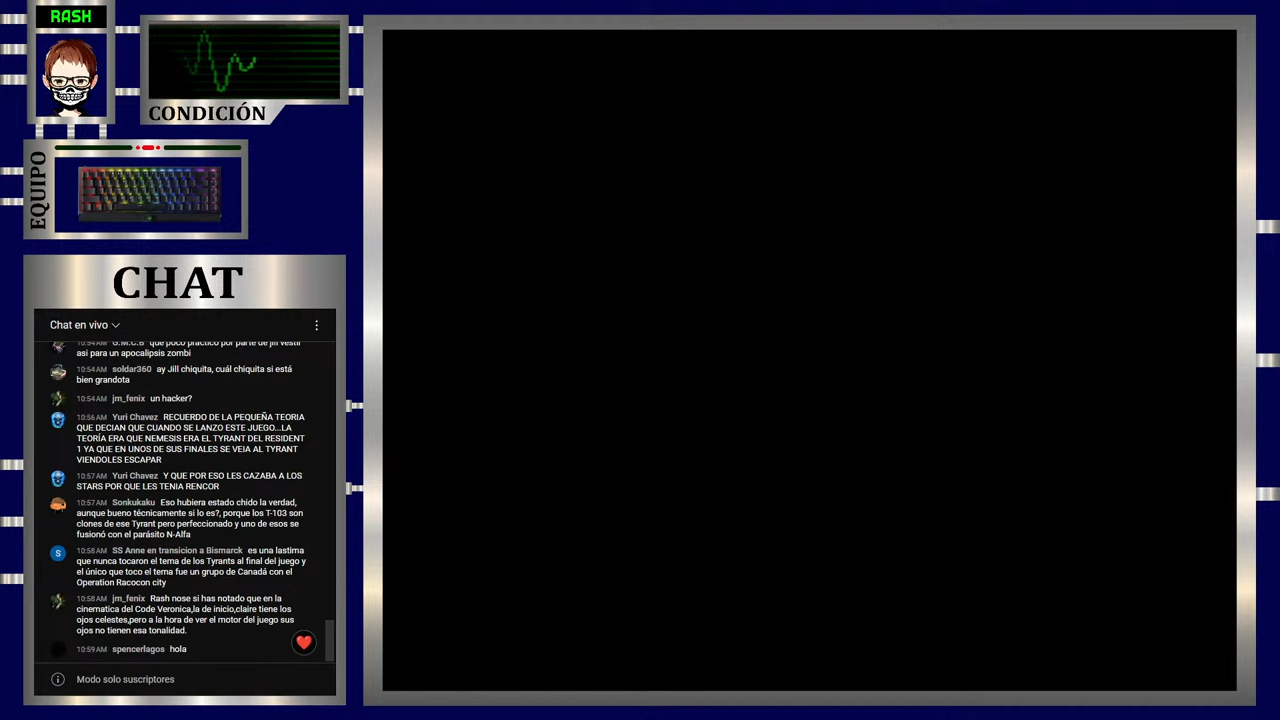 RASH
CONDICIÓN
EQUIPO
CHAT
Chat en vivo
10:54AM G.M.C.B que poco practico por parte de jill vestir
asi para un apocalipsis zombi
10:54AM soldar360 ay Jill chiquita, cuál chiquita si está
bien grandota
10:54AM jm_fenix un hacker?
10:56AM Yuri Chavez RECUERDO DE LA PEQUEÑA TEORIA
QUE DECIAN QUE CUANDO SE LANZO ESTE JUEGO...LA
TEORÍA ERA QUE NEMESIS ERA EL TYRANT DEL RESIDENT
1 YA QUE EN UNOS DE SUS FINALES SE VEIA AL TYRANT
VIENDOLES ESCAPAR
10:57AM Yuri Chavez Y QUE POR ESO LES CAZABA A LOS
STARS POR QUE LES TENIA RENCOR
10:57AM Sonkukaku Eso hubiera estado chido la verdad,
aunque bueno técnicamente si lo es?, porque los T-103 son
clones de ese Tyrant pero perfeccionado y uno de esos se
fusionó con el parásito N-Alfa
S
10:58AM SS Anne en transicion a Bismarck es una lastima
que nunca tocaron el tema de los Tyrants al final del juego y
el único que toco el tema fue un grupo de Canadá con el
Operation Racocon city
10:58AM jm_fenix Rash nose si has notado que en la
cinematica del Code Veronica,la de inicio,claire tiene los
ojos celestes,pero a la hora de ver el motor del juego sus
ojos no tienen esa tonalidad.
10:59AM spencerlagos hola
Modo solo suscriptores